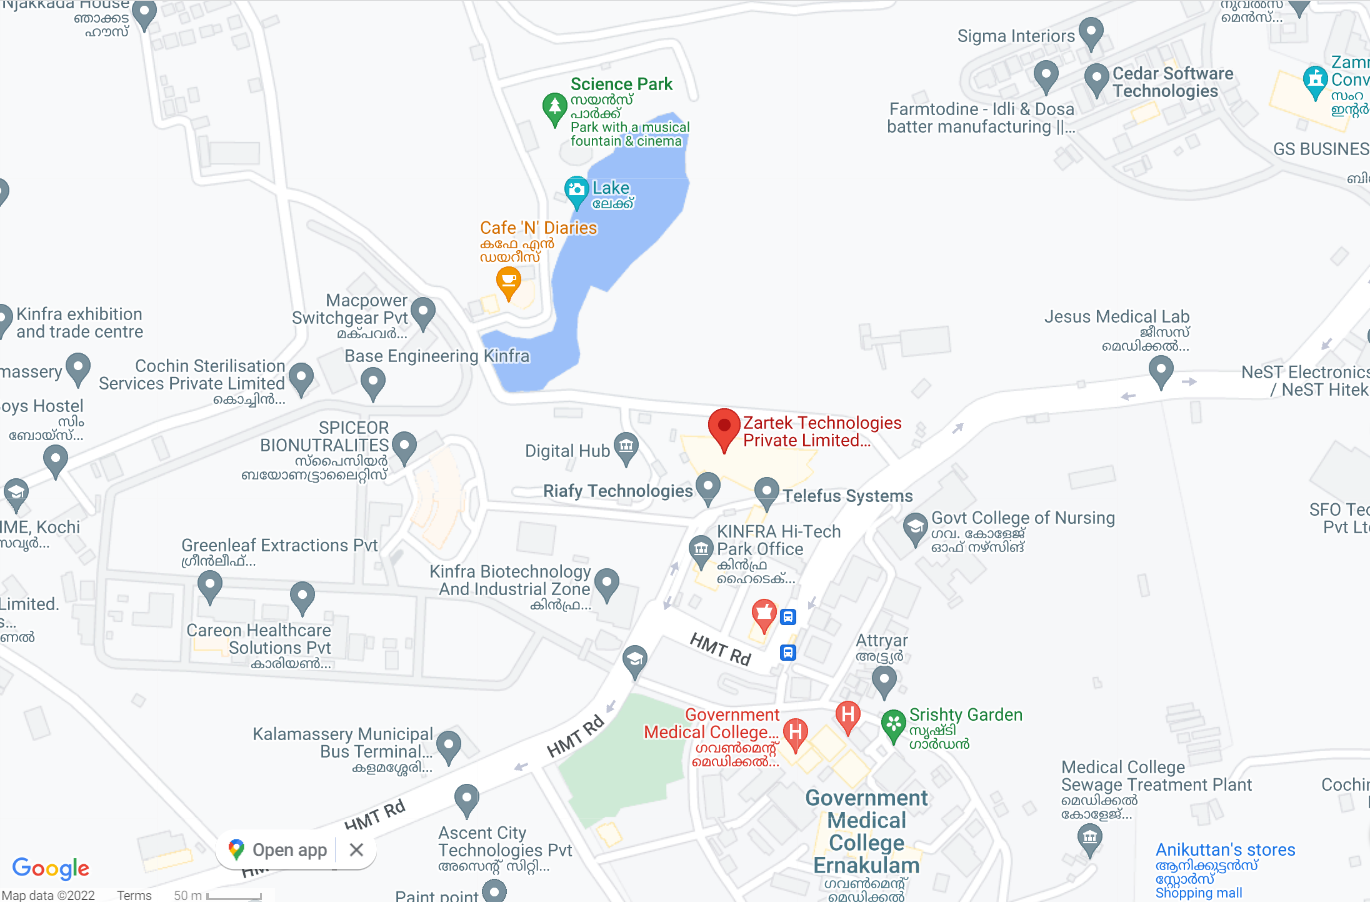 Njakkada House
ഞാക്കട
ഹൗസ്
Science Park
സയൻസ്
പാർക്ക്
Park with a musical
fountain & cinema
Sigma Interiors
Cedar Software
Technologies
Farmtodine - Idli & Dosa
batter manufacturing ||...
നുവൽസ്
മെൻസ്...
Conv
സംറ
ഇന്റർ
GS BUSINES
ബി
Lake
ലേക്ക്
Cafe 'N' Diaries
കഫേ എൻ
ഡയറീസ്
Macpower
Switchgear Pvt
മക്പവർ...
Kinfra exhibition
and trade centre
Base Engineering Kinfra
Cochin Sterilisation
Services Private Limited
കൊച്ചിൻ...
massery
oys Hostel
സിം
ബോയ്സ്...
Jesus Medical Lab
ജീസസ്
മെഡിക്കൽ...
NeST Electronics
/ NeST Hitek
SPICEOR
BIONUTRALITES
സ്പൈസിയർ
ബയോണട്രാലൈറ്റിസ്
Zartek Technologies
Private Limited...
Digital Hub
Riafy Technologies
Telefus Systems
IME, Kochi
SFO Tec
Pvt Lt
Govt College of Nursing
ഗവ. കോളേജ്
ഓഫ് നഴ്സിങ്
KINFRA Hi-Tech
Park Office
കിൻഫ്ര
ഹൈടെക്...
Greenleaf Extractions Pvt
ഗ്രീൻലീഫ്...
Kinfra Biotechnology
And Industrial Zone
കിൻഫ്ര...
Limited.
ണൽ
Careon Healthcare
Solutions Pvt
കാരിയൺ...
HMT Rd
Attryar
അട്ട്ര്യർ
Government
Medical College...
ഗവൺമെന്റ്
മെഡിക്കൽ...
Srishty Garden
സൃഷ്ടി
ഗാർഡൻ
Kalamassery Municipal
Bus Terminal...
കളമശ്ശേരി...
HMT Rd
Medical College
Sewage Treatment Plant
മെഡിക്കൽ
കോളേജ്...
Cochin
Government
Medical
College
Ernakulam
ഗവൺമെന്റ്
മെഡിക്കൽ
HMT Rd
Ascent City
Technologies Pvt
അസെന്റ് സിറ്റി...
Anikuttan's stores
ആനിക്കുട്ടൻസ്
സ്റ്റോർസ്
Shopping mall
Open app
Google
Paint point
Map data ©2022 Terms 50 m